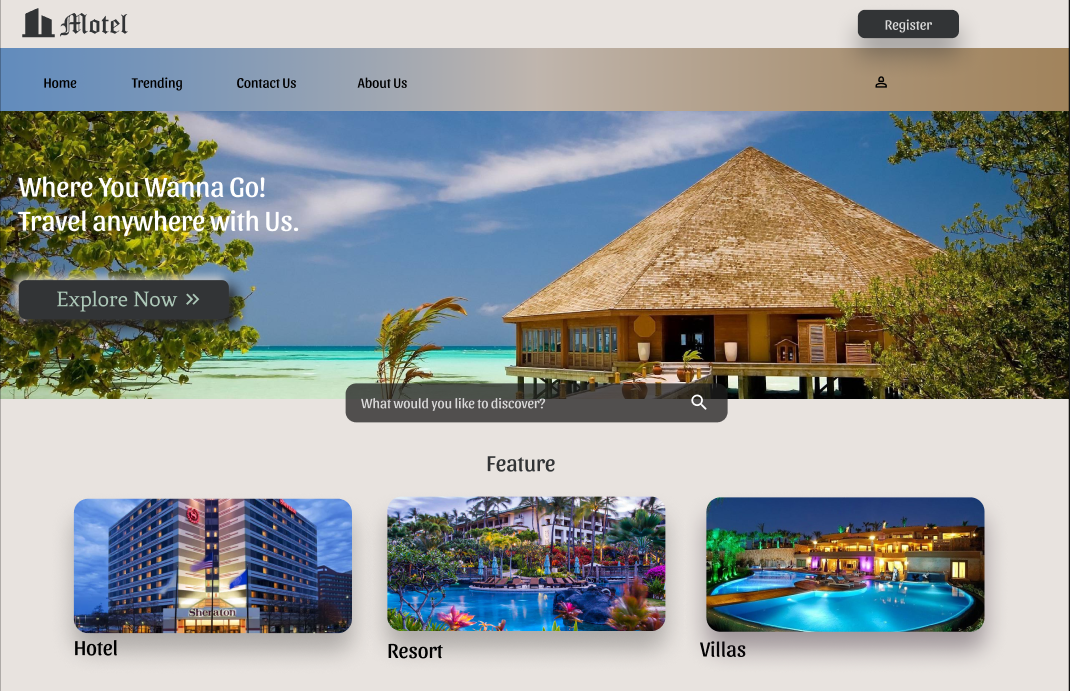 Motel
Register
Home
Trending
Contact Us
About Us
Where You Wanna Go!
Travel anywhere with Us.
Explore Now »
What would you like to discover?
Feature
Sheraton
Hotel
Resort
Villas